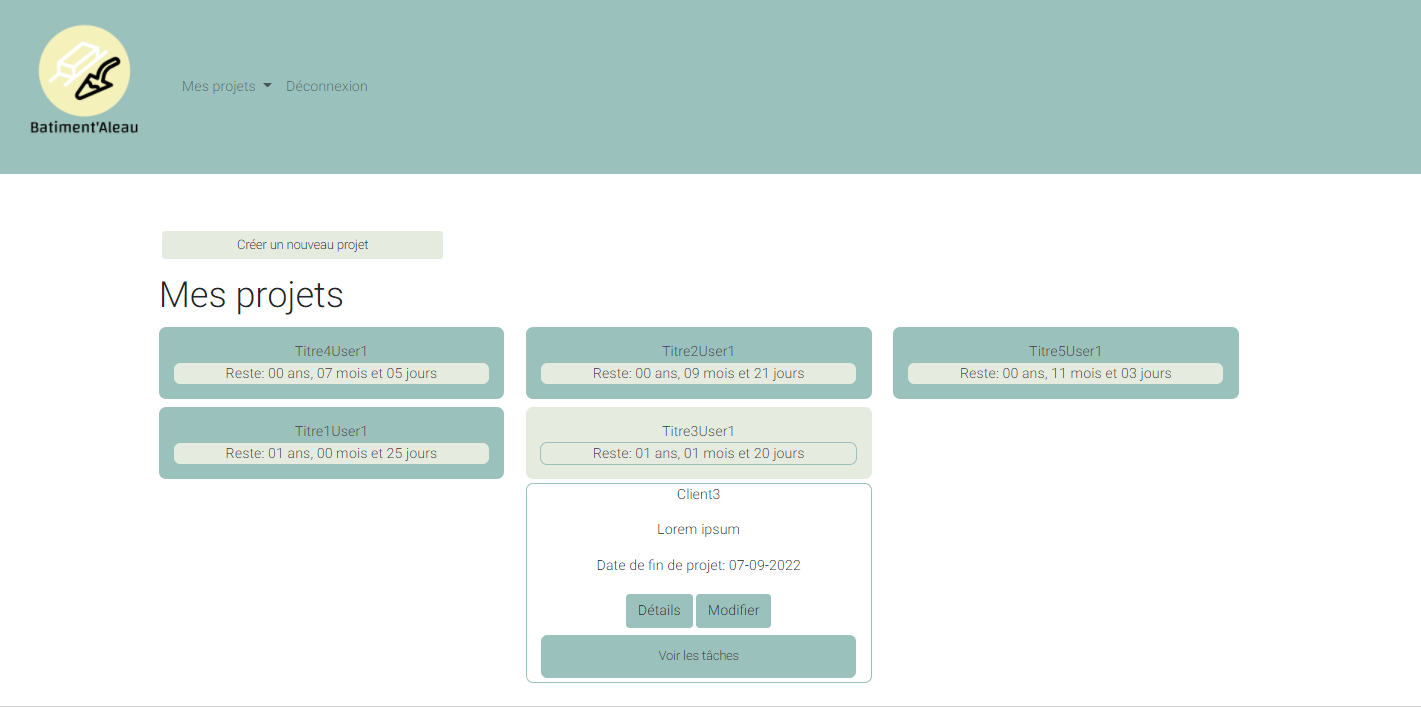 Batiment'Aleau
Mes projets Déconnexion
Créer un nouveau projet
Mes projets
Titre4User1
Reste: 00 ans, 07 mois et 05 jours
Titre2User1
Reste: 00 ans, 09 mois et 21 jours
Titre5User1
Reste: 00 ans, 11 mois et 03 jours
Titre1User1
Reste: 01 ans, 00 mois et 25 jours
Titre3User1
Reste: 01 ans, 01 mois et 20 jours
Client3
Lorem ipsum
Date de fin de projet: 07-09-2022
Détails Modifier
Voir les tâches